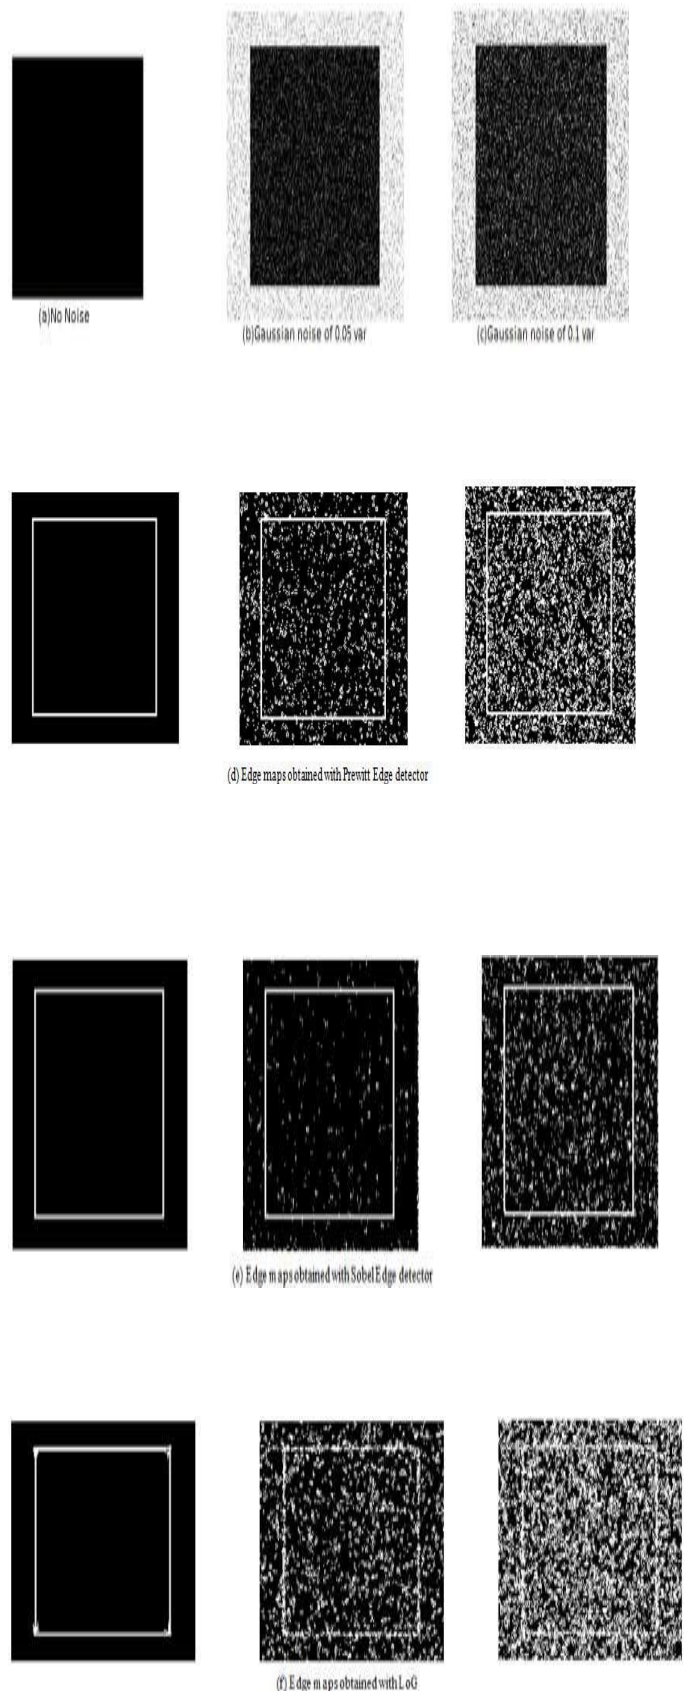 (a)No Noise
(b)Gaussian noise of 0.05 var
(c)Gaussian noise of 0.1 var
(d) Edge maps obtained with Prewitt Edge detector
(e) Edge maps obtained with Sobel Edge detector
(f) Edge maps obtained with LoG